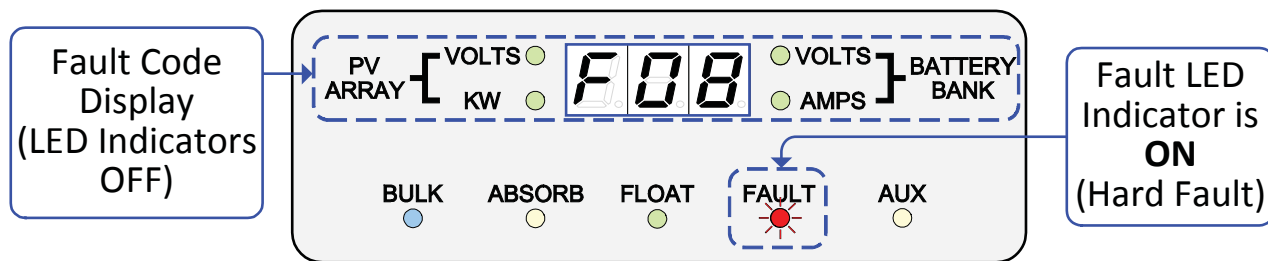 Fault Code
Display
(LED Indicators
OFF)
PV
ARRAY
VOLTS
KW
F08
VOLTS
AMPS
BATTERY
BANK
BULK
ABSORB
FLOAT
FAULT
AUX
Fault LED
Indicator is
ON
(Hard Fault)